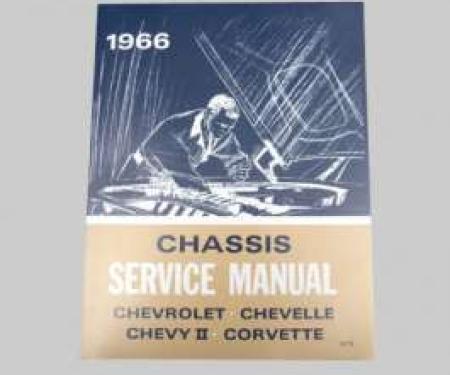 1966
CHASSIS
SERVICE MANUAL
CHEVROLET · CHEVELLE
CHEVY II · CORVETTE